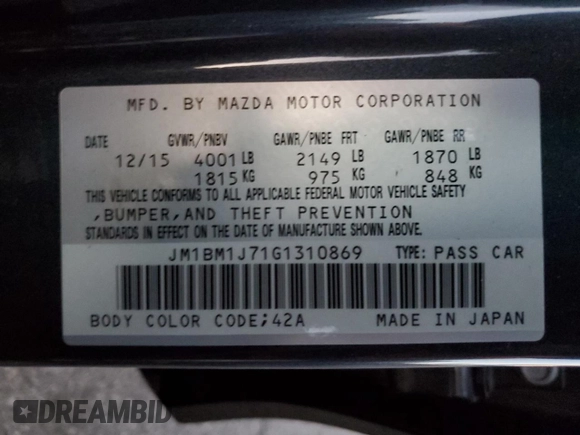 MFD. BY MAZDA MOTOR CORPORATION
DATE GVWR/PNBV GAWR/PNBE FRT GAWR/PNBE RR
12/15 4001 LB 2149 LB 1870 LB
1815 KG 975 KG 848 KG
THIS VEHICLE CONFORMS TO ALL APPLICABLE FEDERAL MOTOR VEHICLE SAFETY
,BUMPER,AND THEFT PREVENTION
STANDARDS IN EFFECT ON THE DATE OF MANUFACTURE SHOWN ABOVE.
JM1BM1J71G1310869 TYPE: PASS CAR
BODY COLOR CODE;42A MADE IN JAPAN
DREAMBID